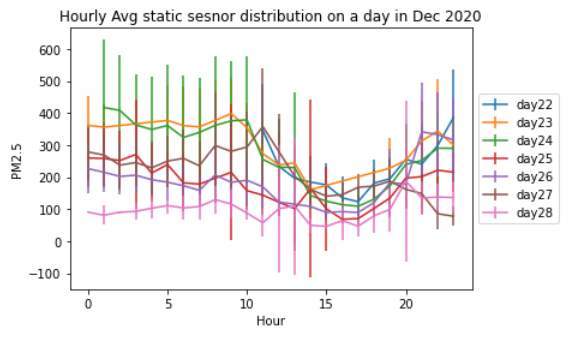 Hourly Avg static sesnor distribution on a day in Dec 2020
600
500
400
300
200
100
0
−100
PM2.5
0
5
10
15
20
Hour
day22
day23
day24
day25
day26
day27
day28